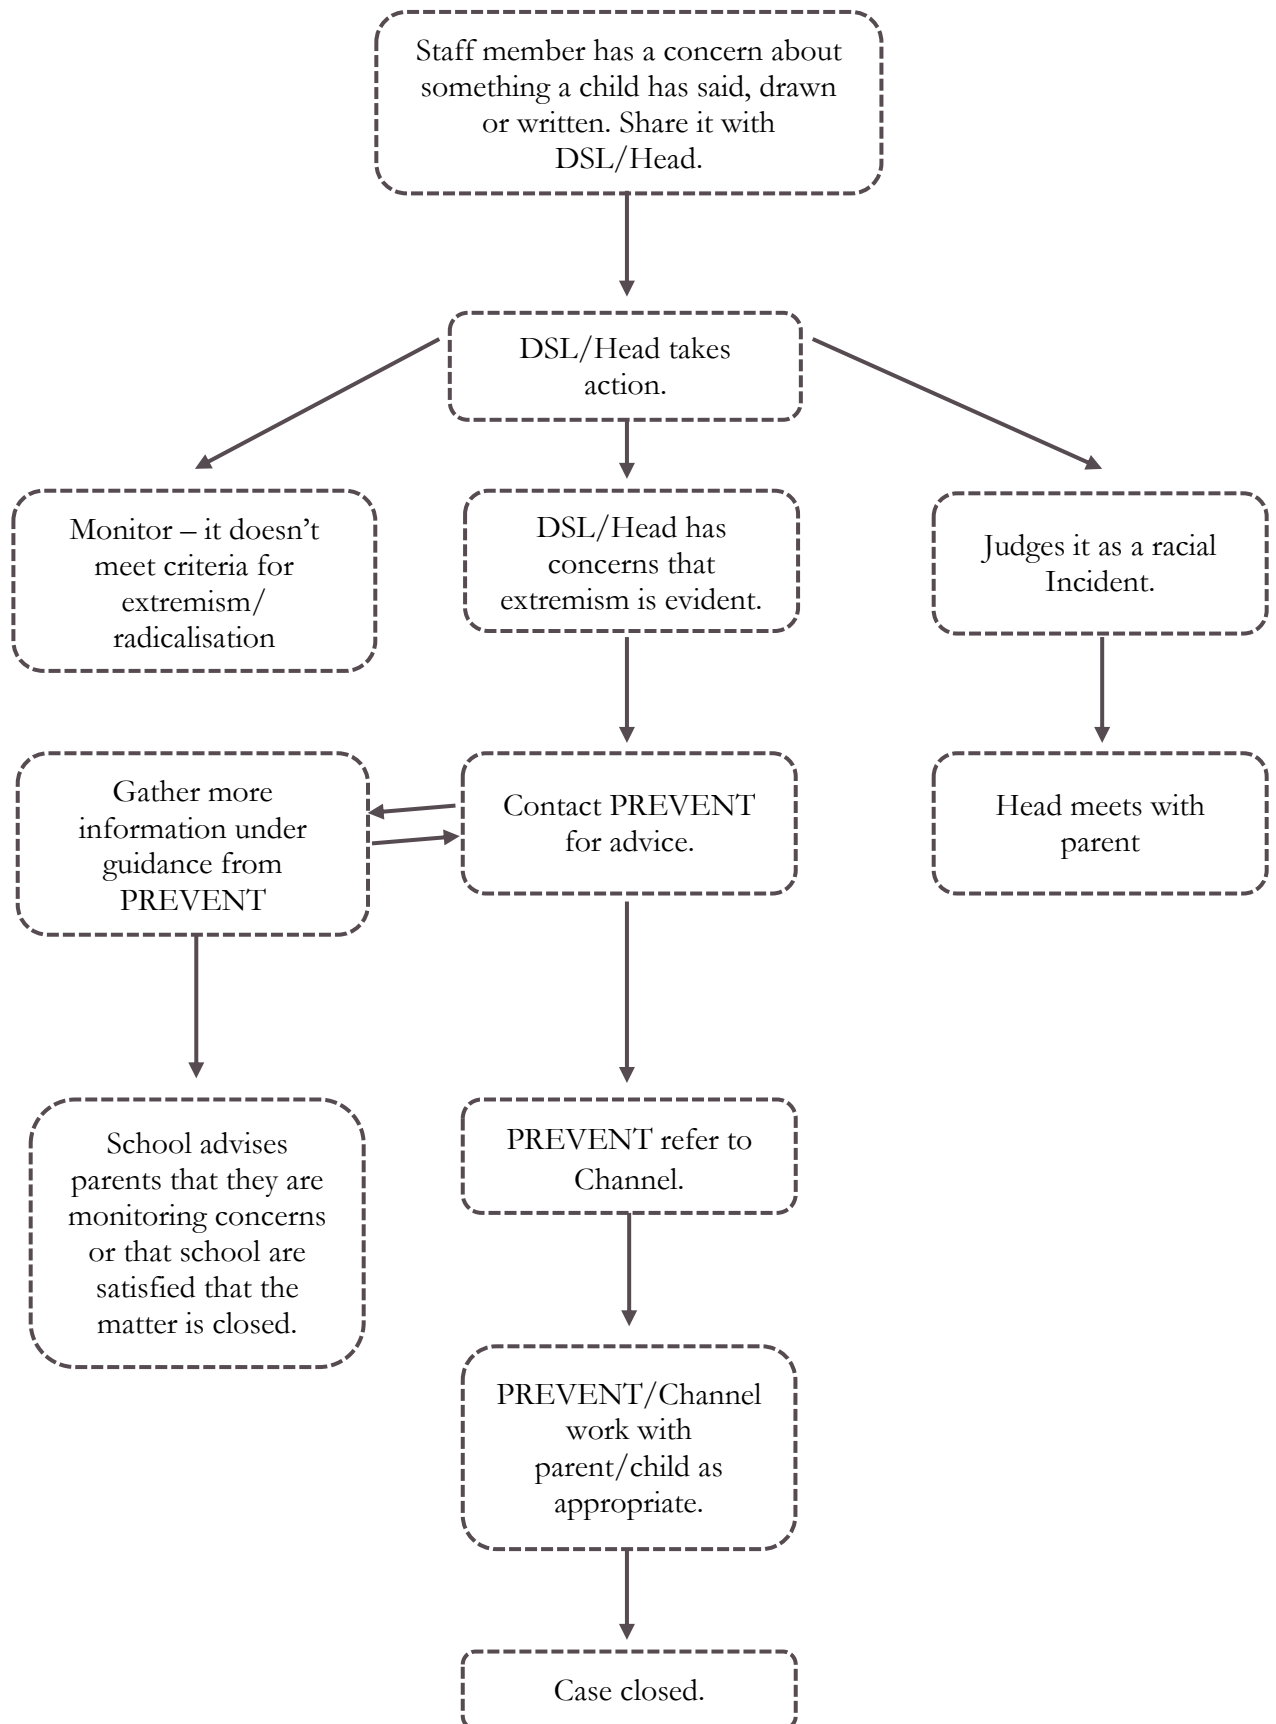 Staff member has a concern about
something a child has said, drawn
or written. Share it with
DSL/Head.
DSL/Head takes
action.
Monitor – it doesn’t
meet criteria for
extremism/
radicalisation
DSL/Head has
concerns that
extremism is evident.
Judges it as a racial
Incident.
Gather more
information under
guidance from
PREVENT
Contact PREVENT
for advice.
Head meets with
parent
School advises
parents that they are
monitoring concerns
or that school are
satisfied that the
matter is closed.
PREVENT refer to
Channel.
PREVENT/Channel
work with
parent/child as
appropriate.
Case closed.